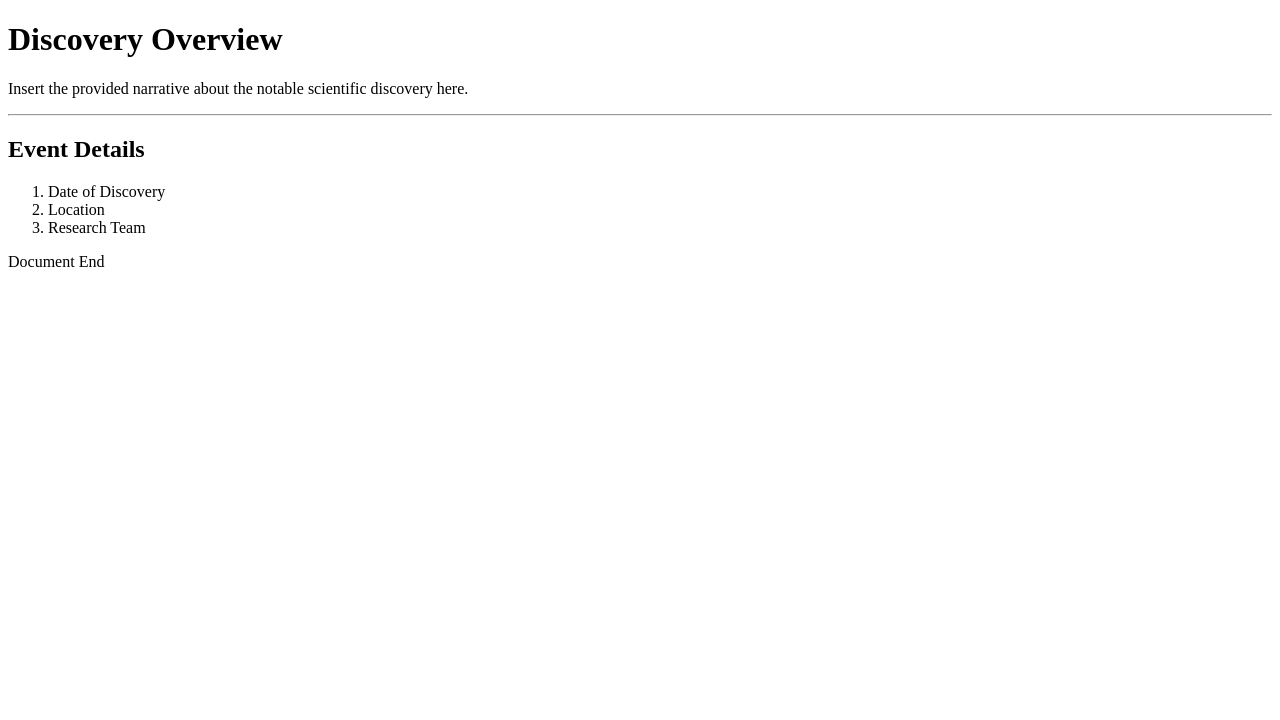 Discovery Overview
Insert the provided narrative about the notable scientific discovery here.
Event Details
1. Date of Discovery
2. Location
3. Research Team
Document End